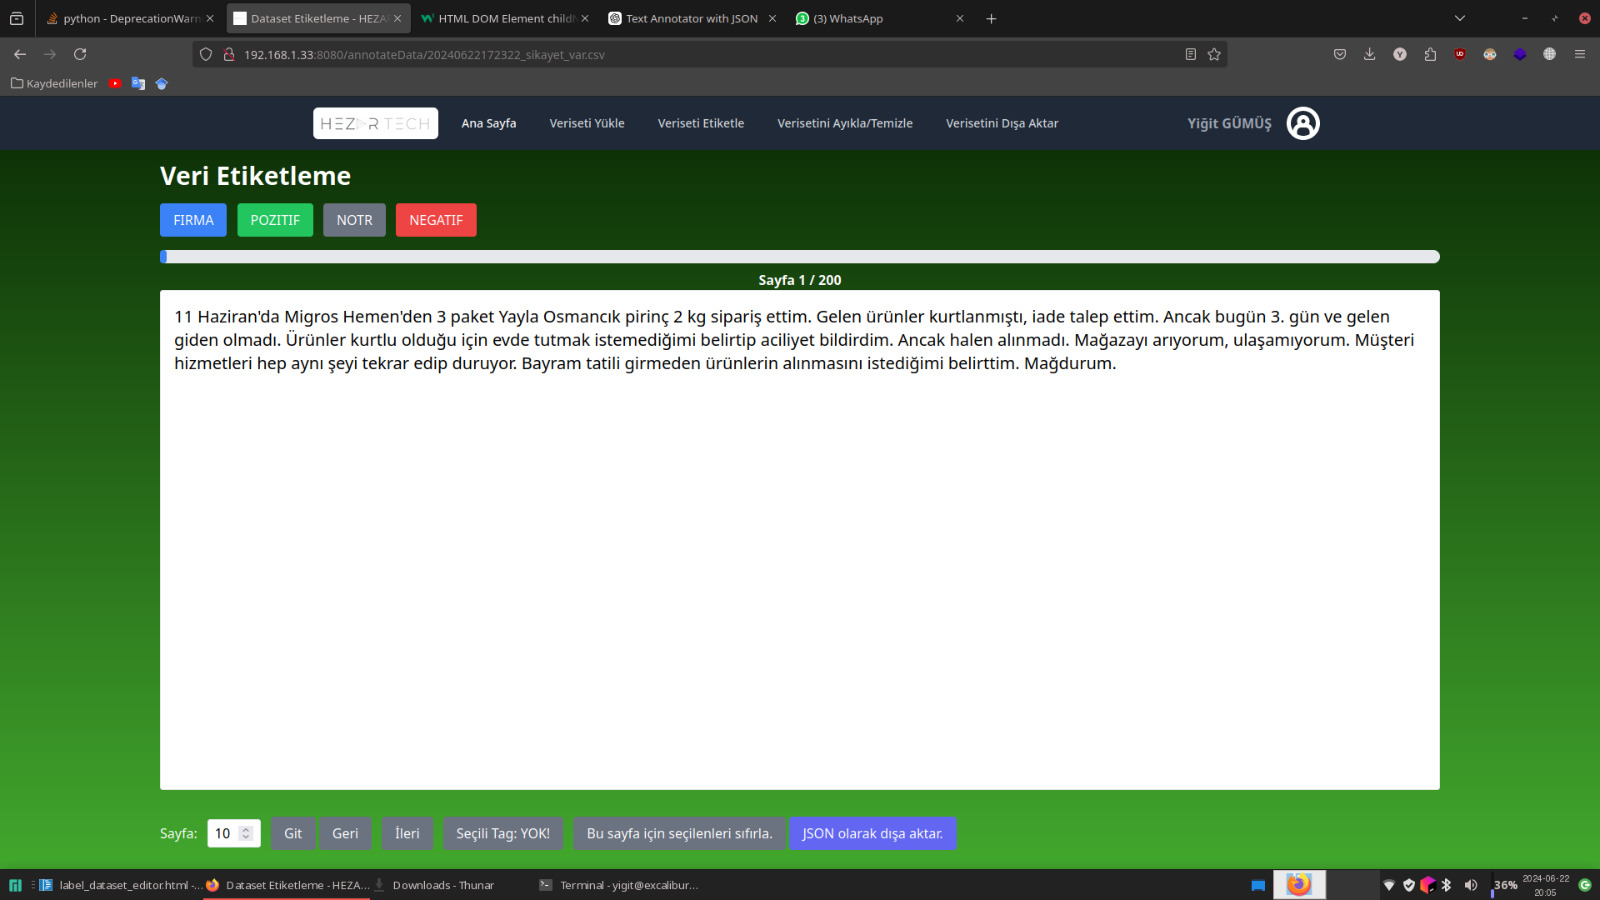 python - DeprecationWarn
Dataset Etiketleme - HEZA
HTML DOM Element childN
Text Annotator with JSON
(3) WhatsApp
192.168.1.33:8080/annotateData/20240622172322_sikayet_var.csv
Kaydedilenler
HEZAR TECH
Ana Sayfa
Veriseti Yükle
Veriseti Etiketle
Verisetini Ayıkla/Temizle
Verisetini Dışa Aktar
Yiğit GÜMÜŞ
Veri Etiketleme
FIRMA
POZITIF
NOTR
NEGATIF
Sayfa 1 / 200
11 Haziran'da Migros Hemen'den 3 paket Yayla Osmancık pirinç 2 kg sipariş ettim. Gelen ürünler kurtlanmıştı, iade talep ettim. Ancak bugün 3. gün ve gelen
giden olmadı. Ürünler kurtlu olduğu için evde tutmak istemediğimi belirtip aciliyet bildirdim. Ancak halen alınmadı. Mağazayı arıyorum, ulaşamıyorum. Müşteri
hizmetleri hep aynı şeyi tekrar edip duruyor. Bayram tatili girmeden ürünlerin alınmasını istediğimi belirttim. Mağdurum.
Sayfa:
10
Git
Geri
İleri
Seçili Tag: YOK!
Bu sayfa için seçilenleri sıfırla.
JSON olarak dışa aktar.
label_dataset_editor.html -...
Dataset Etiketleme - HEZA...
Downloads - Thunar
Terminal - yigit@excalibur...
36%
2024-06-22
20:05